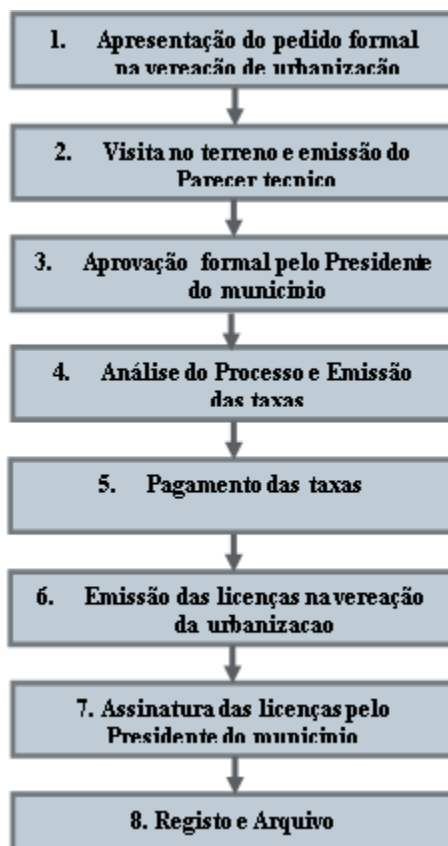 1. Apresentação do pedido formal
na vereação de urbanização
2. Visita no terreno e emissão do
Parecer tecnico
3. Aprovação formal pelo Presidente
do municipio
4. Análise do Processo e Emissão
das taxas
5. Pagamento das taxas
6. Emissão das licenças na vereação
da urbanizacao
7. Assinatura das licenças pelo
Presidente do municipio
8. Registo e Arquivo